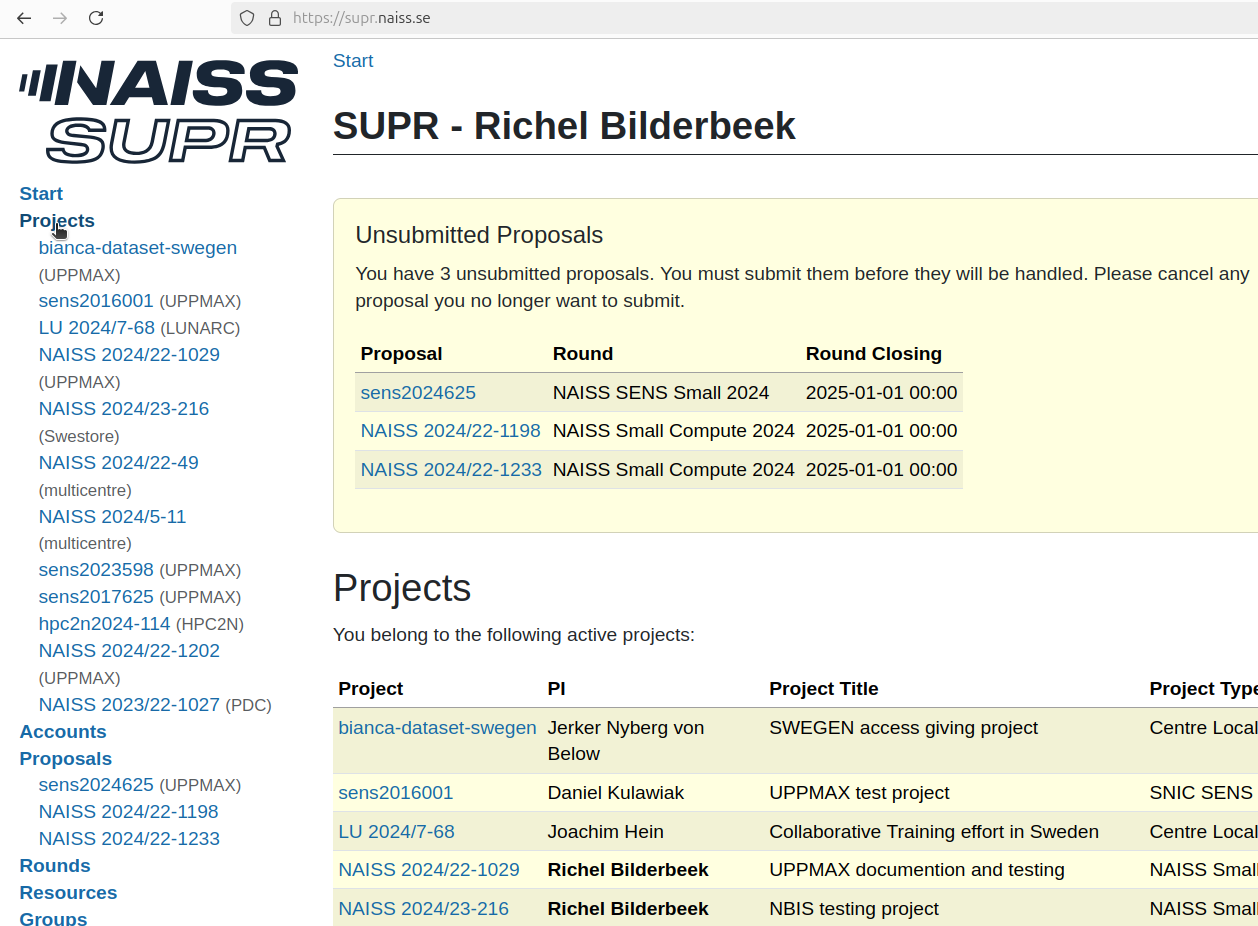 https://supr.naiss.se
NAISS
SUPR
Start
Projects
bianca-dataset-swegen
(UPPMAX)
sens2016001 (UPPMAX)
LU 2024/7-68 (LUNARC)
NAISS 2024/22-1029
(UPPMAX)
NAISS 2024/23-216
(Swestore)
NAISS 2024/22-49
(multicentre)
NAISS 2024/5-11
(multicentre)
sens2023598 (UPPMAX)
sens2017625 (UPPMAX)
hpc2n2024-114 (HPC2N)
NAISS 2024/22-1202
(UPPMAX)
NAISS 2023/22-1027 (PDC)
Accounts
Proposals
sens2024625 (UPPMAX)
NAISS 2024/22-1198
NAISS 2024/22-1233
Rounds
Resources
Groups
Start
SUPR - Richel Bilderbeek
Unsubmitted Proposals
You have 3 unsubmitted proposals. You must submit them before they will be handled. Please cancel any
proposal you no longer want to submit.
Proposal Round Round Closing
sens2024625 NAISS SENS Small 2024 2025-01-01 00:00
NAISS 2024/22-1198 NAISS Small Compute 2024 2025-01-01 00:00
NAISS 2024/22-1233 NAISS Small Compute 2024 2025-01-01 00:00
Projects
You belong to the following active projects:
Project PI Project Title Project Type
bianca-dataset-swegen Jerker Nyberg von SWEGEN access giving project Centre Local
Below
sens2016001 Daniel Kulawiak UPPMAX test project SNIC SENS
LU 2024/7-68 Joachim Hein Collaborative Training effort in Sweden Centre Local
NAISS 2024/22-1029 Richel Bilderbeek UPPMAX documention and testing NAISS Small
NAISS 2024/23-216 Richel Bilderbeek NBIS testing project NAISS Small